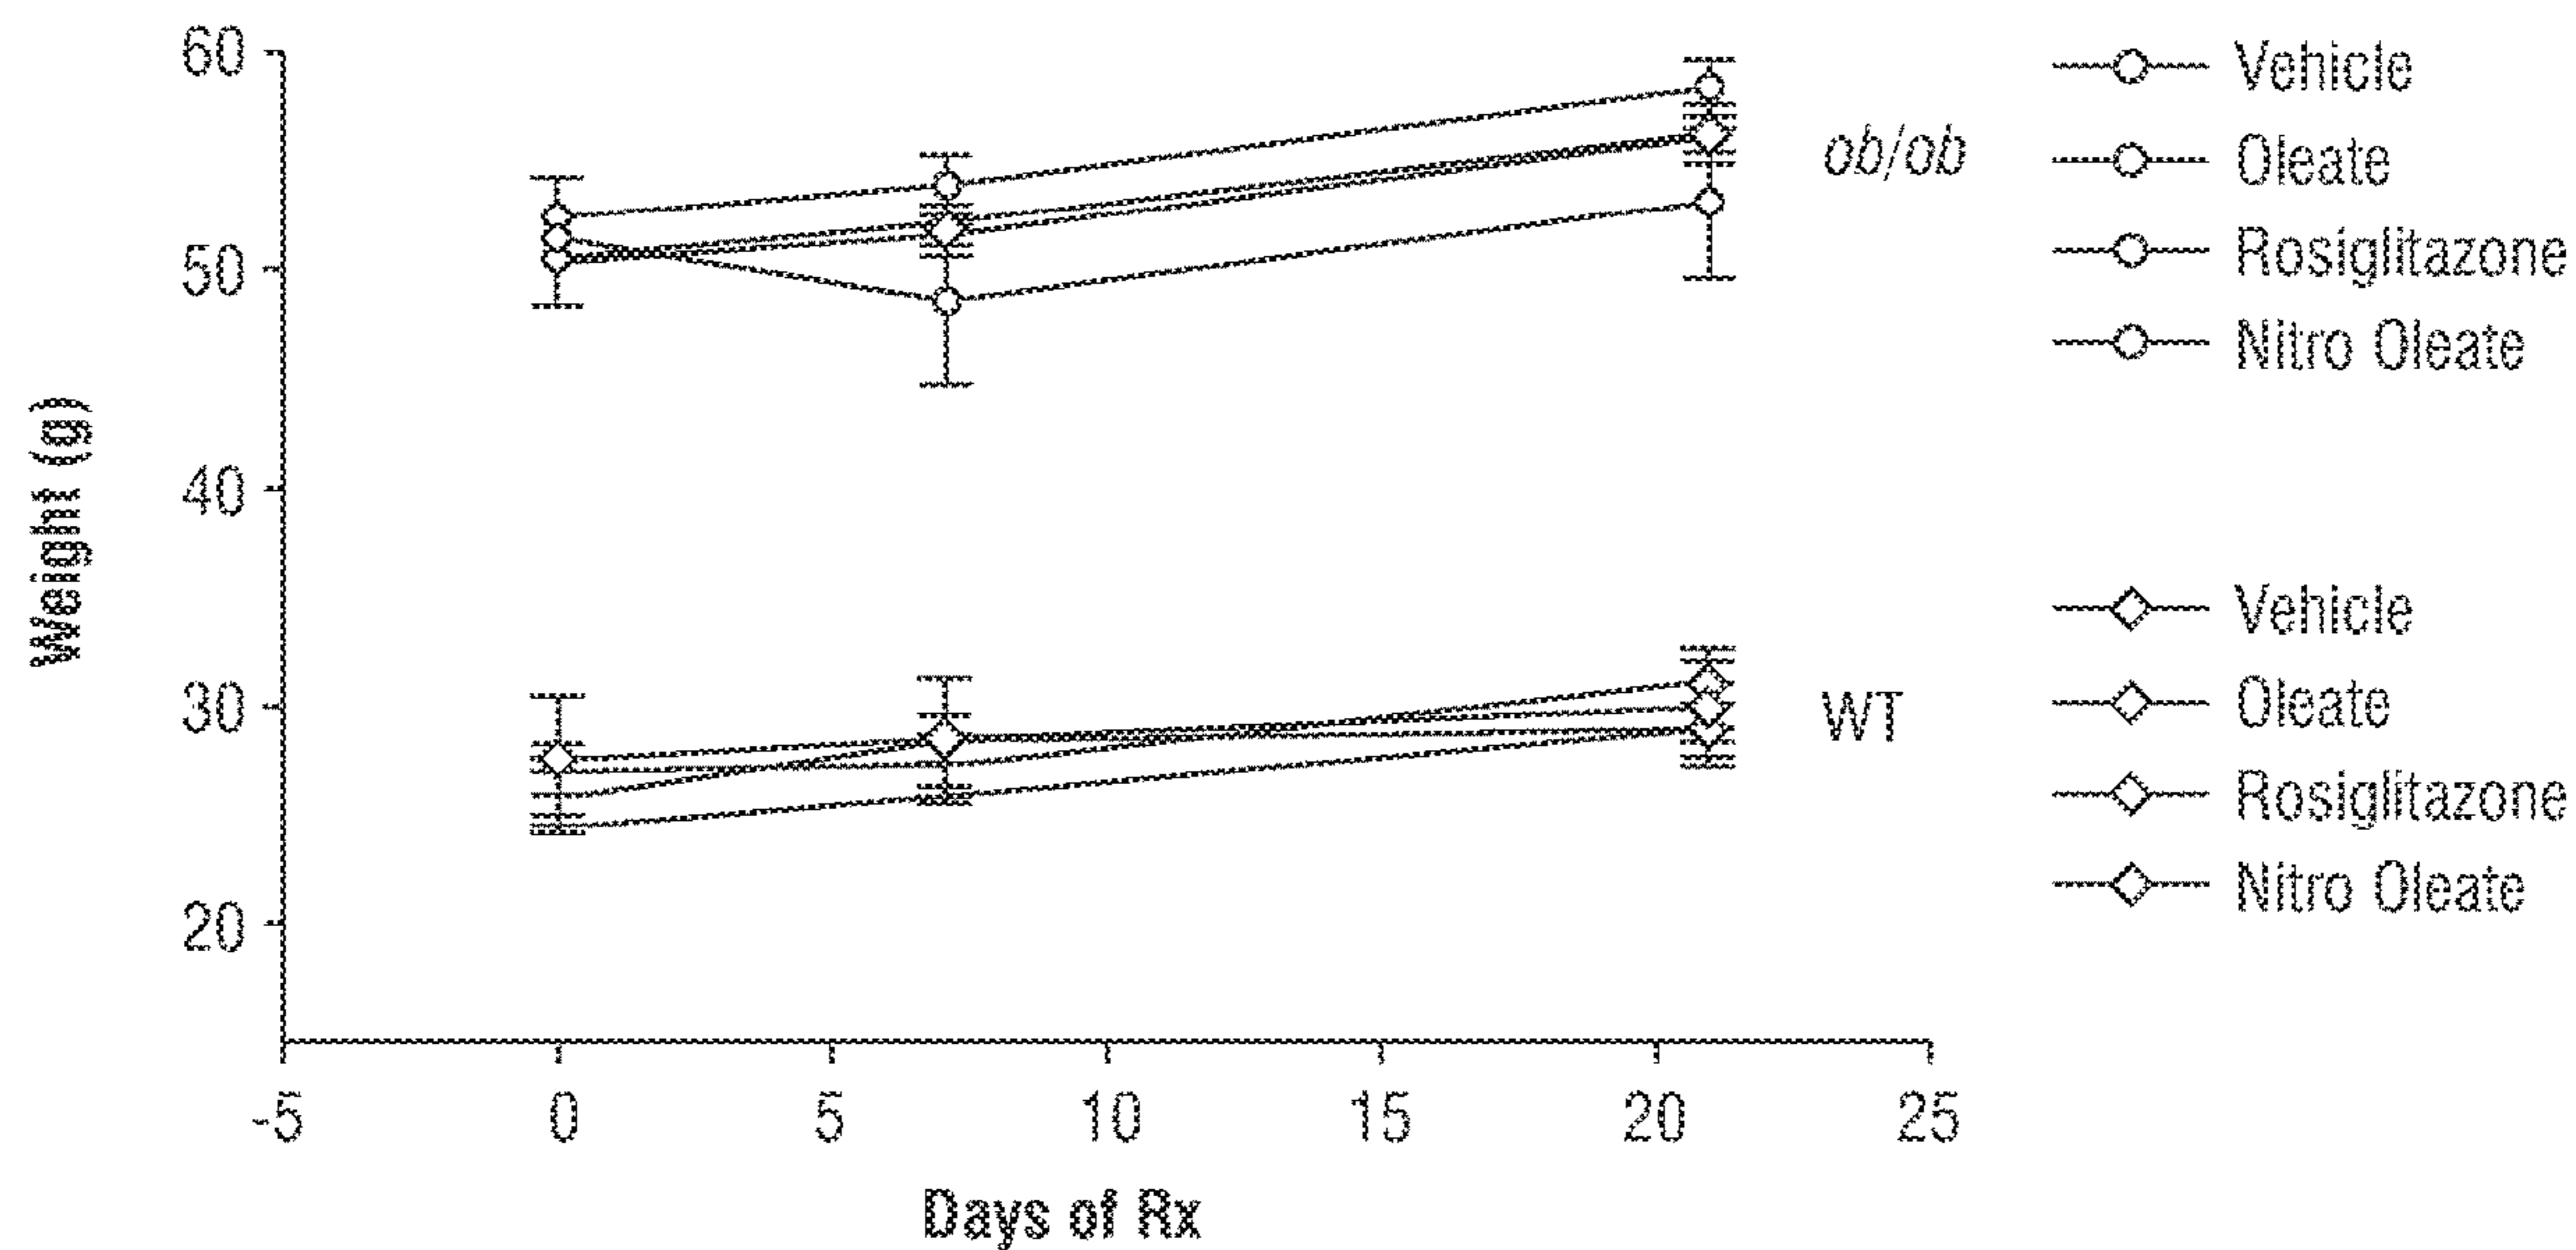 60
50
40
30
20
Weight (g)
-5 0 5 10 15 20 25
Days of Rx
ob/ob
WT
Vehicle
Oleate
Rosiglitazone
Nitro Oleate
Vehicle
Oleate
Rosiglitazone
Nitro Oleate